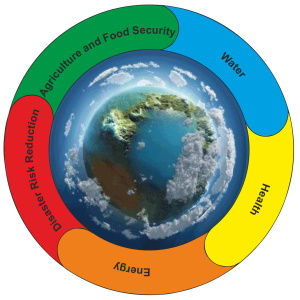 Agriculture and Food Security
Water
Health
Energy
Disaster Risk Reduction